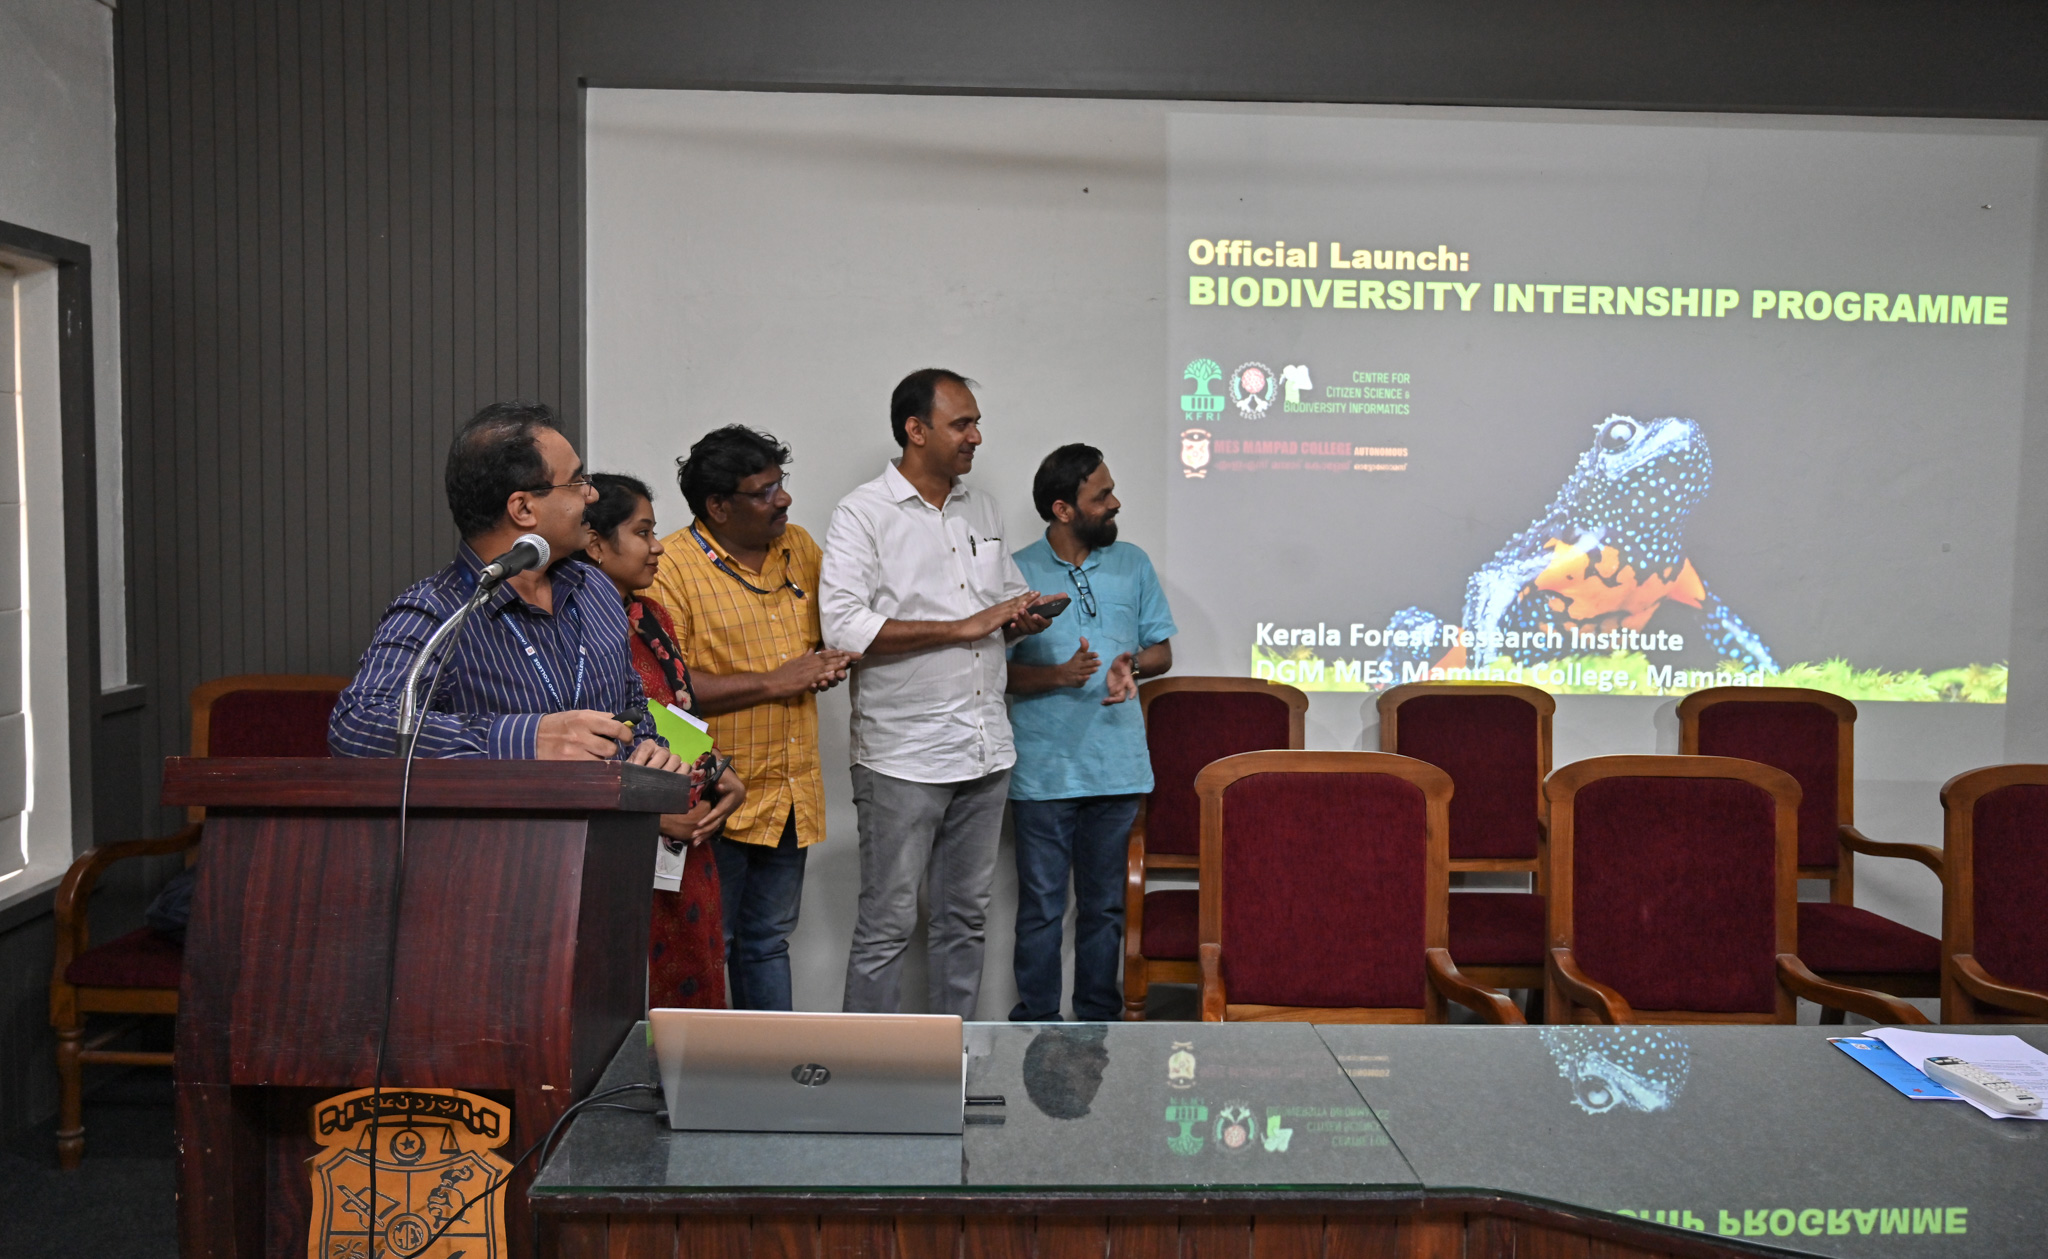 Official Launch:
BIODIVERSITY INTERNSHIP PROGRAMME
KFRI
CENTRE FOR
CITIZEN SCIENCE &
BIODIVERSITY INFORMATICS
MES MAMPAD COLLEGE AUTONOMOUS
Kerala Forest Research Institute
DGM MES Mampad College, Mampad
hp
MES